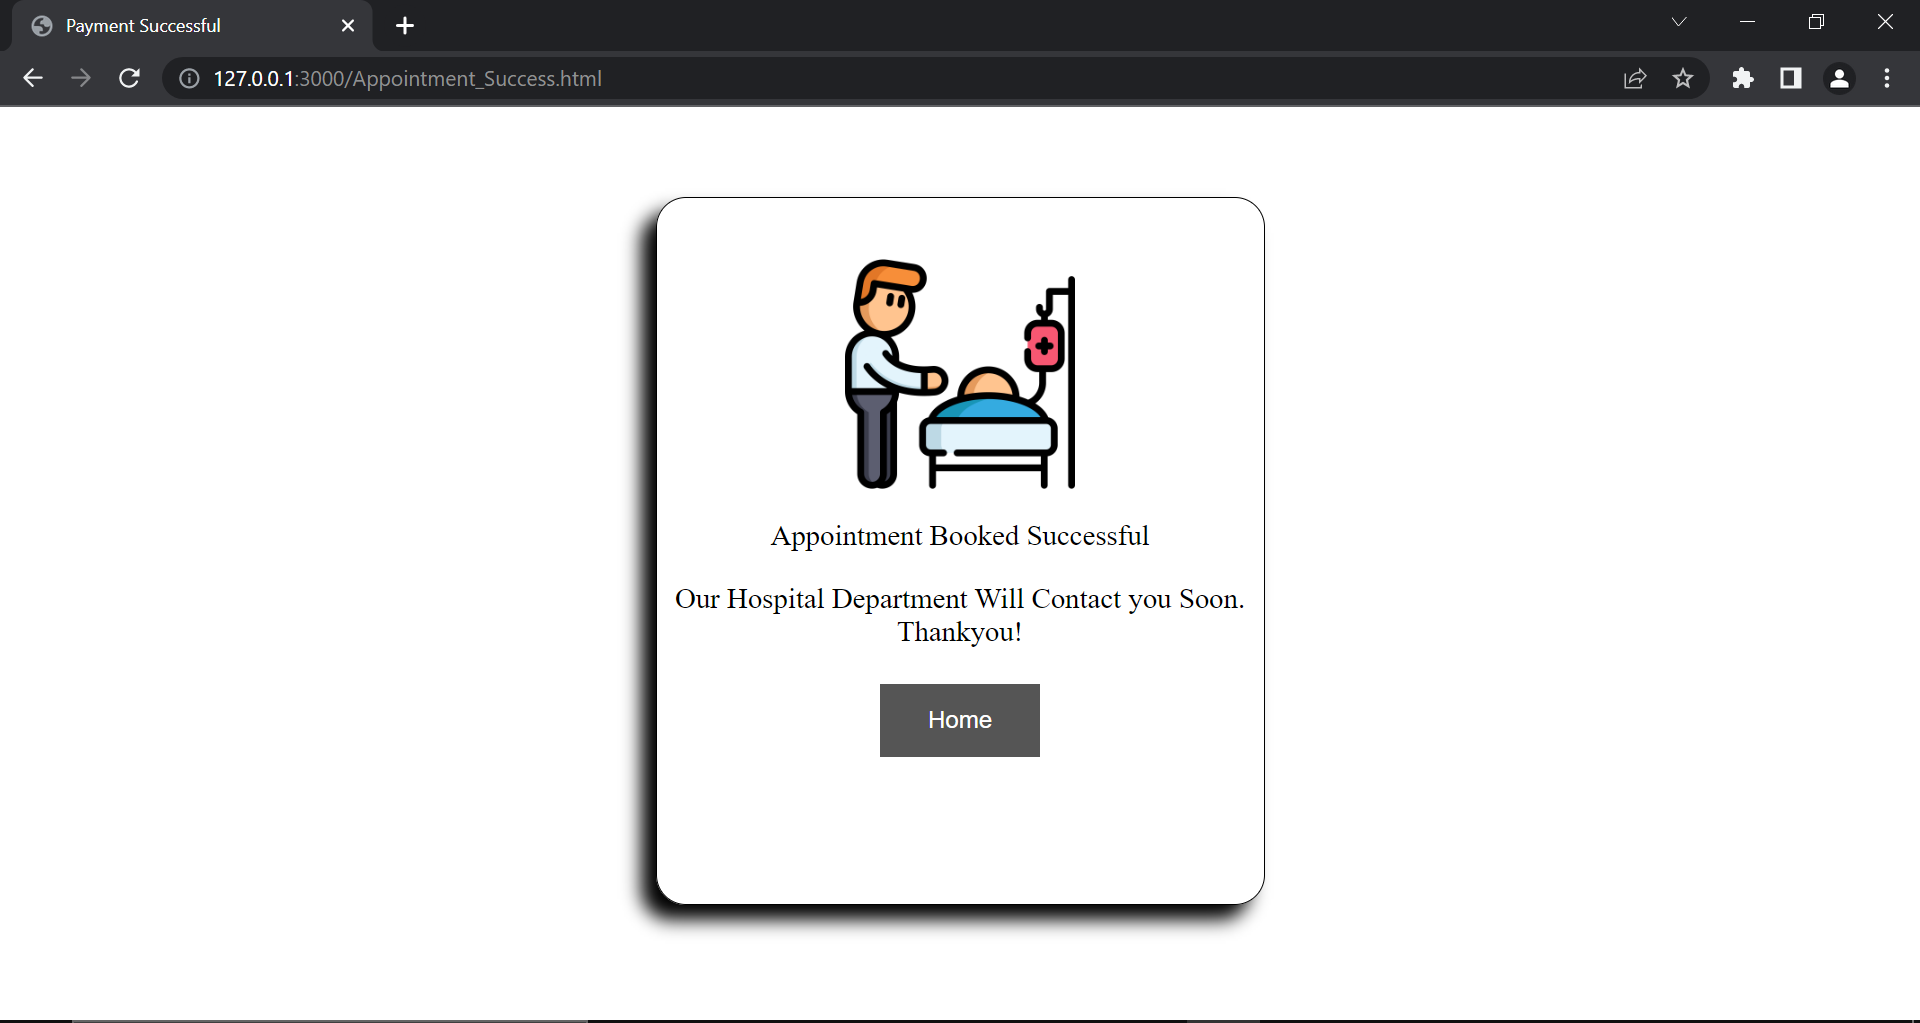 Payment Successful
127.0.0.1:3000/Appointment_Success.html
Appointment Booked Successful
Our Hospital Department Will Contact you Soon.
Thankyou!
Home